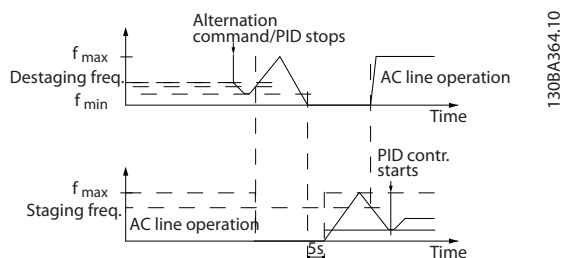 Alternation
command/PID stops
f max
Destaging freq.
f min
AC line operation
Time
130BA364.10
PID contr.
starts
f max
Staging freq.
AC line operation
5s
Time